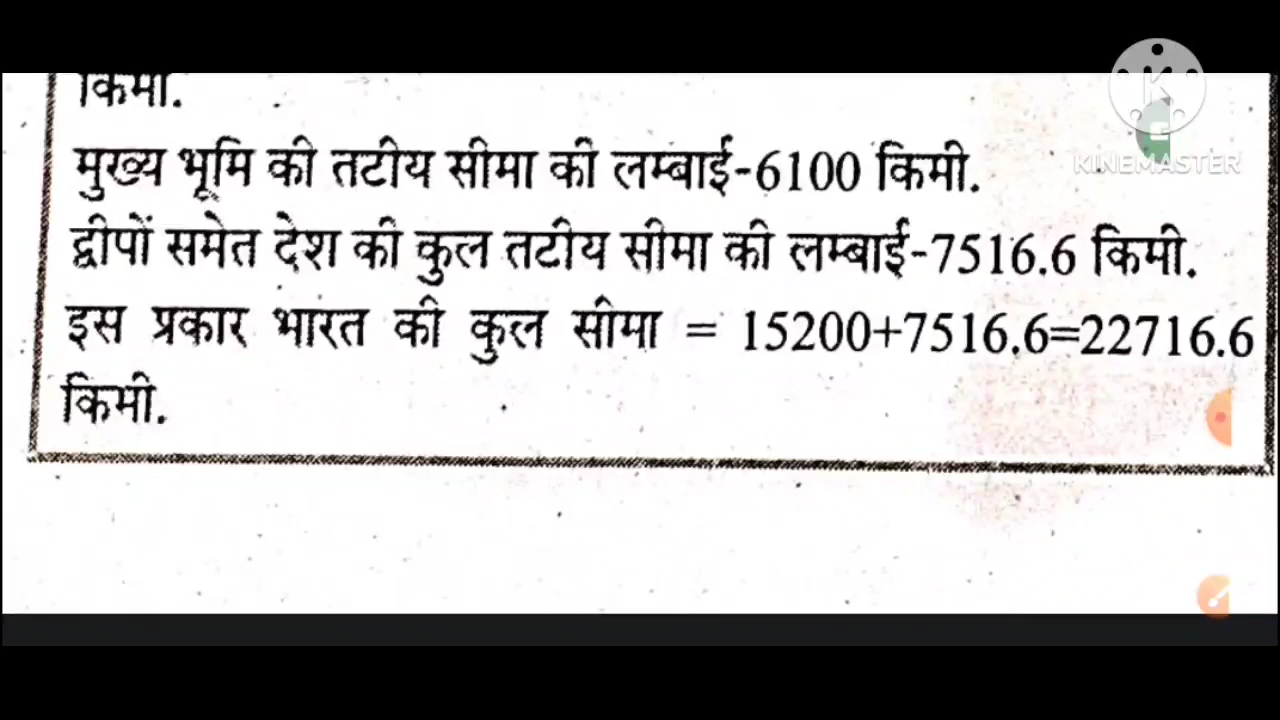 किमी.
मुख्य भूमि की तटीय सीमा की लम्बाई-6100 किमी.
द्वीपों समेत देश की कुल तटीय सीमा की लम्बाई-7516.6 किमी.
इस प्रकार भारत की कुल सीमा = 15200+7516.6=22716.6
किमी.
KINEMASTER